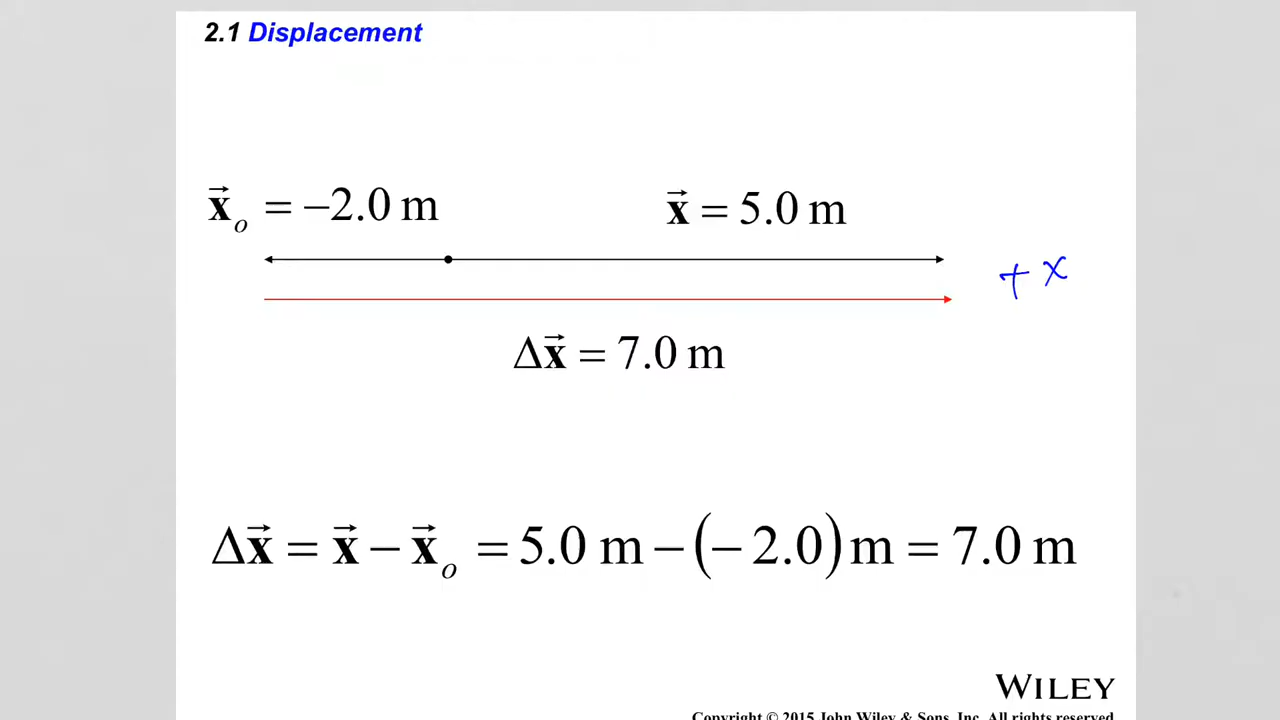 2.1 Displacement
x⃗ₒ = −2.0 m
x⃗ = 5.0 m
+x
Δx⃗ = 7.0 m
Δx⃗ = x⃗ − x⃗ₒ = 5.0 m − (− 2.0) m = 7.0 m
WILEY
Copyright © 2015 John Wiley & Sons, Inc. All rights reserved